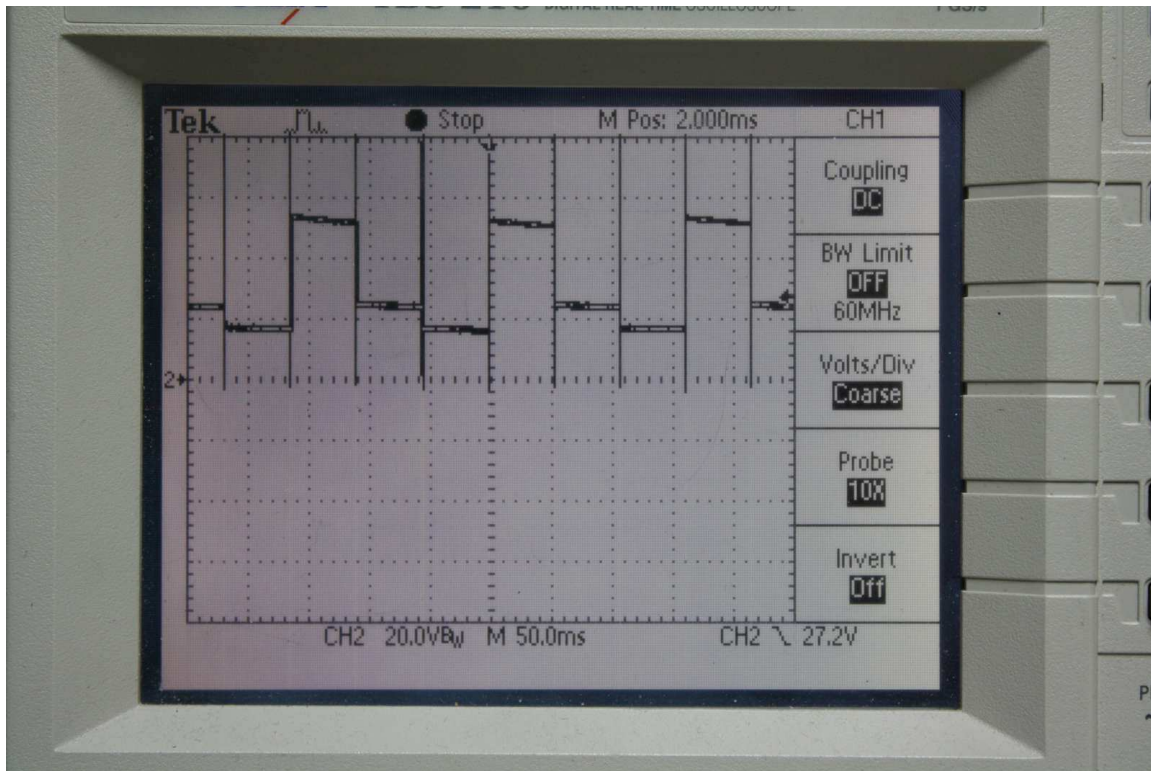 DIGITAL REAL-TIME OSCILLOSCOPE
Tek Stop M Pos: 2.000ms CH1
Coupling
DC
BW Limit
OFF
60MHz
2
Volts/Div
Coarse
Probe
10X
Invert
Off
CH2 20.0VBW M 50.0ms CH2 27.2V